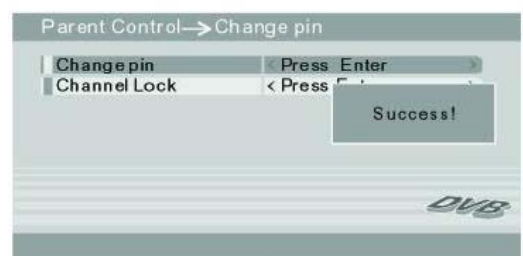 Parent Control→Change pin
Change pin < Press Enter >
Channel Lock < Press
Success!
DVB